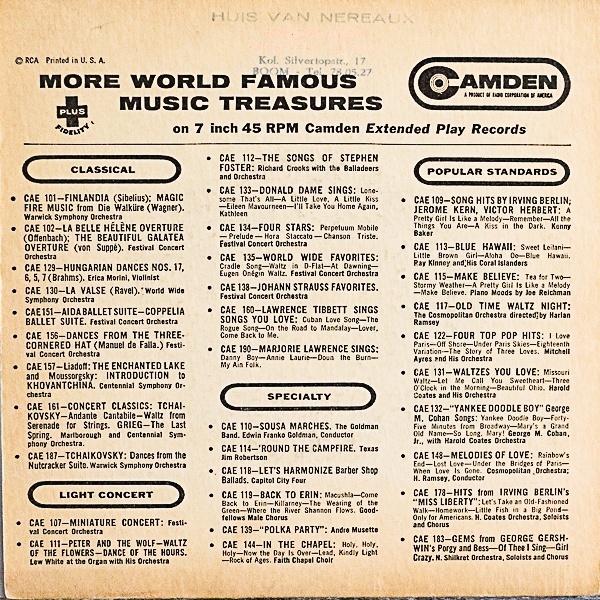 HUIS VAN NEREAUX
Kol. Silvertopstr., 17
BOOM - Tel. 78.05.27
© RCA Printed in U. S. A.
MORE WORLD FAMOUS
MUSIC TREASURES
PLUS
FIDELITY!
CAMDEN
A PRODUCT OF RADIO CORPORATION OF AMERICA
on 7 inch 45 RPM Camden Extended Play Records
CLASSICAL
• CAE 101—FINLANDIA (Sibelius); MAGIC
FIRE MUSIC from Die Walküre (Wagner).
Warwick Symphony Orchestra
• CAE 102—LA BELLE HÉLÈNE OVERTURE
(Offenbach); THE BEAUTIFUL GALATEA
OVERTURE (von Suppé). Festival Concert
Orchestra
CAE 129—HUNGARIAN DANCES NOS. 17,
6, 5, 7 (Brahms). Erica Morini, Violinist
• CAE 130—LA VALSE (Ravel). World Wide
Symphony Orchestra
• CAE151—AIDA BALLET SUITE—COPPELIA
BALLET SUITE. Festival Concert Orchestra
• CAE 156—DANCES FROM THE THREE-
CORNERED HAT (Manuel de Falla.) Festi-
val Concert Orchestra
• CAE 157—Liadoff: THE ENCHANTED LAKE
and Moussorgsky: INTRODUCTION to
KHOVANTCHINA. Centennial Symphony Or-
chestra
• CAE 161—CONCERT CLASSICS: TCHAI-
KOVSKY—Andante Cantabile—Waltz from
Serenade for Strings. GRIEG—The Last
Spring. Marlborough and Centennial Sym-
phony Orchestra.
• CAE 187—TCHAIKOVSKY: Dances from the
Nutcracker Suite. Warwick Symphony Orchestra
LIGHT CONCERT
• CAE 107—MINIATURE CONCERT: Festi-
val Concert Orchestra
• CAE 111—PETER AND THE WOLF—WALTZ
OF THE FLOWERS—DANCE OF THE HOURS.
Lew White at the Organ with His Orchestra
• CAE 112—THE SONGS OF STEPHEN
FOSTER: Richard Crooks with the Balladeers
and Orchestra
• CAE 133—DONALD DAME SINGS: Lone-
some That's All—A Little Love, A Little Kiss
—Eileen Mavourneen—I'll Take You Home Again,
Kathleen
• CAE 134—FOUR STARS: Perpetuum Mobile
—Prelude—Hora Staccato—Chanson Triste.
Festival Concert Orchestra
• CAE 135—WORLD WIDE FAVORITES:
Cradle Song—Waltz in D-Flat—At Dawning—
Eugen Onegin Waltz. Festival Concert Orchestra
• CAE 138—JOHANN STRAUSS FAVORITES.
Festival Concert Orchestra
• CAE 160—LAWRENCE TIBBETT SINGS
SONGS YOU LOVE: Cuban Love Song—The
Rogue Song—On the Road to Mandalay—Lover,
Come Back to Me.
• CAE 190—MARJORIE LAWRENCE SINGS:
Danny Boy—Annie Laurie—Doun the Burn—
My Ain Folk.
SPECIALTY
• CAE 110—SOUSA MARCHES. The Goldman
Band. Edwin Franko Goldman, Conductor
• CAE 114—'ROUND THE CAMPFIRE. Texas
Jim Robertson
• CAE 118—LET'S HARMONIZE Barber Shop
Ballads. Capitol City Four
• CAE 119—BACK TO ERIN: Macushla—Come
Back to Erin—Killarney—The Wearing of the
Green—Where the River Shannon Flows. Good-
fellows Male Chorus
• CAE 139—"POLKA PARTY": Andre Musette
• CAE 144—IN THE CHAPEL: Holy, Holy,
Holy—Now the Day Is Over—Lead, Kindly Light
—Rock of Ages. Faith Chapel Choir
POPULAR STANDARDS
• CAE 109—SONG HITS BY IRVING BERLIN;
JEROME KERN, VICTOR HERBERT: A
Pretty Girl Is Like a Melody—Remember—All the
Things You Are—A Kiss in the Dark. Kenny
Baker
• CAE 113—BLUE HAWAII: Sweet Leilani—
Little Brown Girl—Aloha Oe—Blue Hawaii.
Ray Kinney and His Coral Islanders
• CAE 115—MAKE BELIEVE: Tea for Two—
Stormy Weather—A Pretty Girl Is Like a Melody
—Make Believe. Piano Moods by Joe Reichman
• CAE 117—OLD TIME WALTZ NIGHT:
The Cosmopolitan Orchestra directed by Harlan
Ramsey
• CAE 122—FOUR TOP POP HITS: I Love
Paris—Off Shore—Under Paris Skies—Eighteenth
Variation—The Story of Three Loves. Mitchell
Ayres and His Orchestra
• CAE 131—WALTZES YOU LOVE: Missouri
Waltz—Let Me Call You Sweetheart—Three
O'Clock in the Morning—Beautiful Ohio. Harold
Coates and His Orchestra
• CAE 132—"YANKEE DOODLE BOY" George
M. Cohan Songs: Yankee Doodle Boy—Forty-
Five Minutes from Broadway—Mary's a Grand
Old Name—So Long, Mary! George M. Cohan,
Jr., with Harold Coates Orchestra
• CAE 148—MELODIES OF LOVE: Rainbow's
End—Lost Love—Under the Bridges of Paris—
When Love Is Gone. Cosmopolitan Orchestra;
H. Ramsey, Conductor
• CAE 178—HITS from IRVING BERLIN'S
"MISS LIBERTY": Let's Take an Old-Fashioned
Walk—Homework—Little Fish in a Big Pond—
Only for Americans. H. Coates Orchestra, Soloists
and Chorus
• CAE 183—GEMS from GEORGE GERSH-
WIN's Porgy and Bess—Of Thee I Sing—Girl
Crazy. N. Shilkret Orchestra, Soloists and Chorus